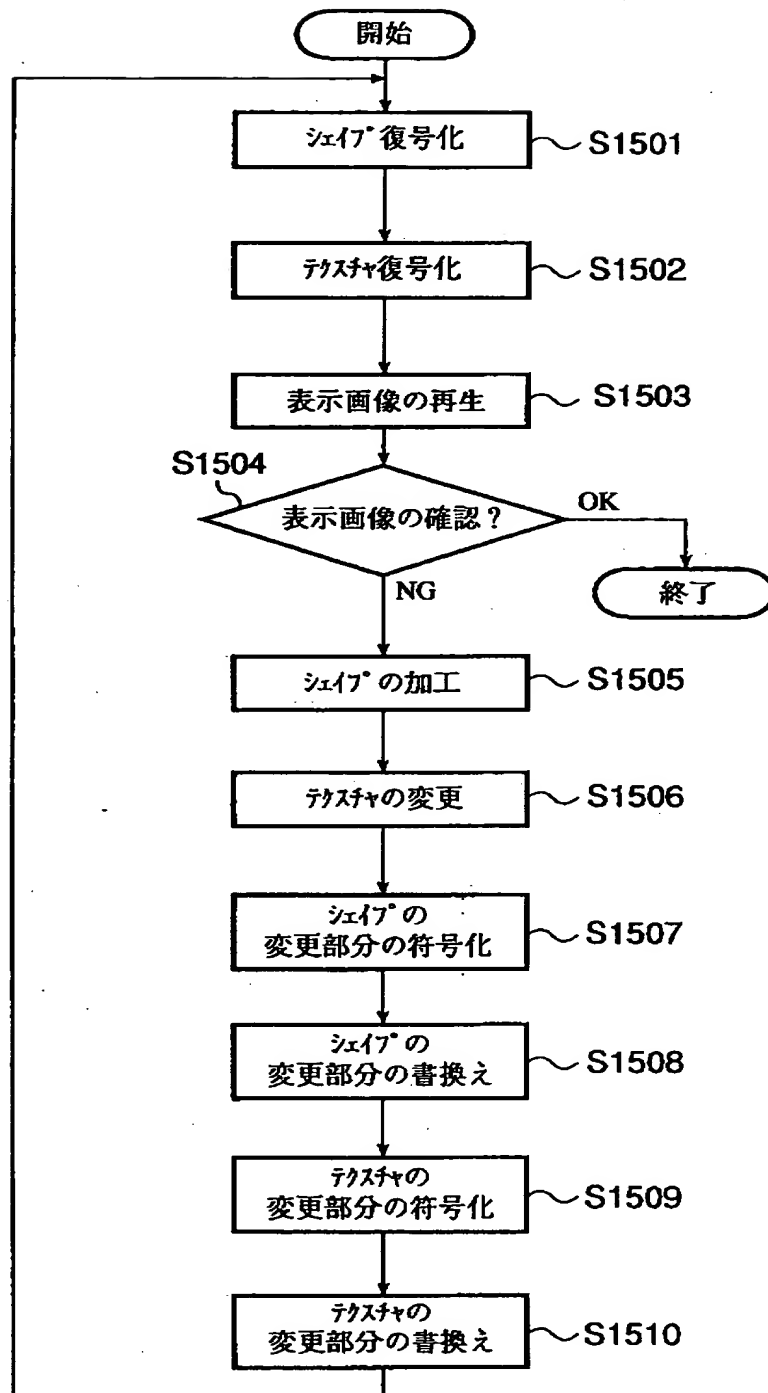 開始
シェイプ復号化
S1501
テクスチャ復号化
S1502
表示画像の再生
S1503
S1504
表示画像の確認?
OK
終了
NG
シェイプの加工
S1505
テクスチャの変更
S1506
シェイプの
変更部分の符号化
S1507
シェイプの
変更部分の書換え
S1508
テクスチャの
変更部分の符号化
S1509
テクスチャの
変更部分の書換え
S1510